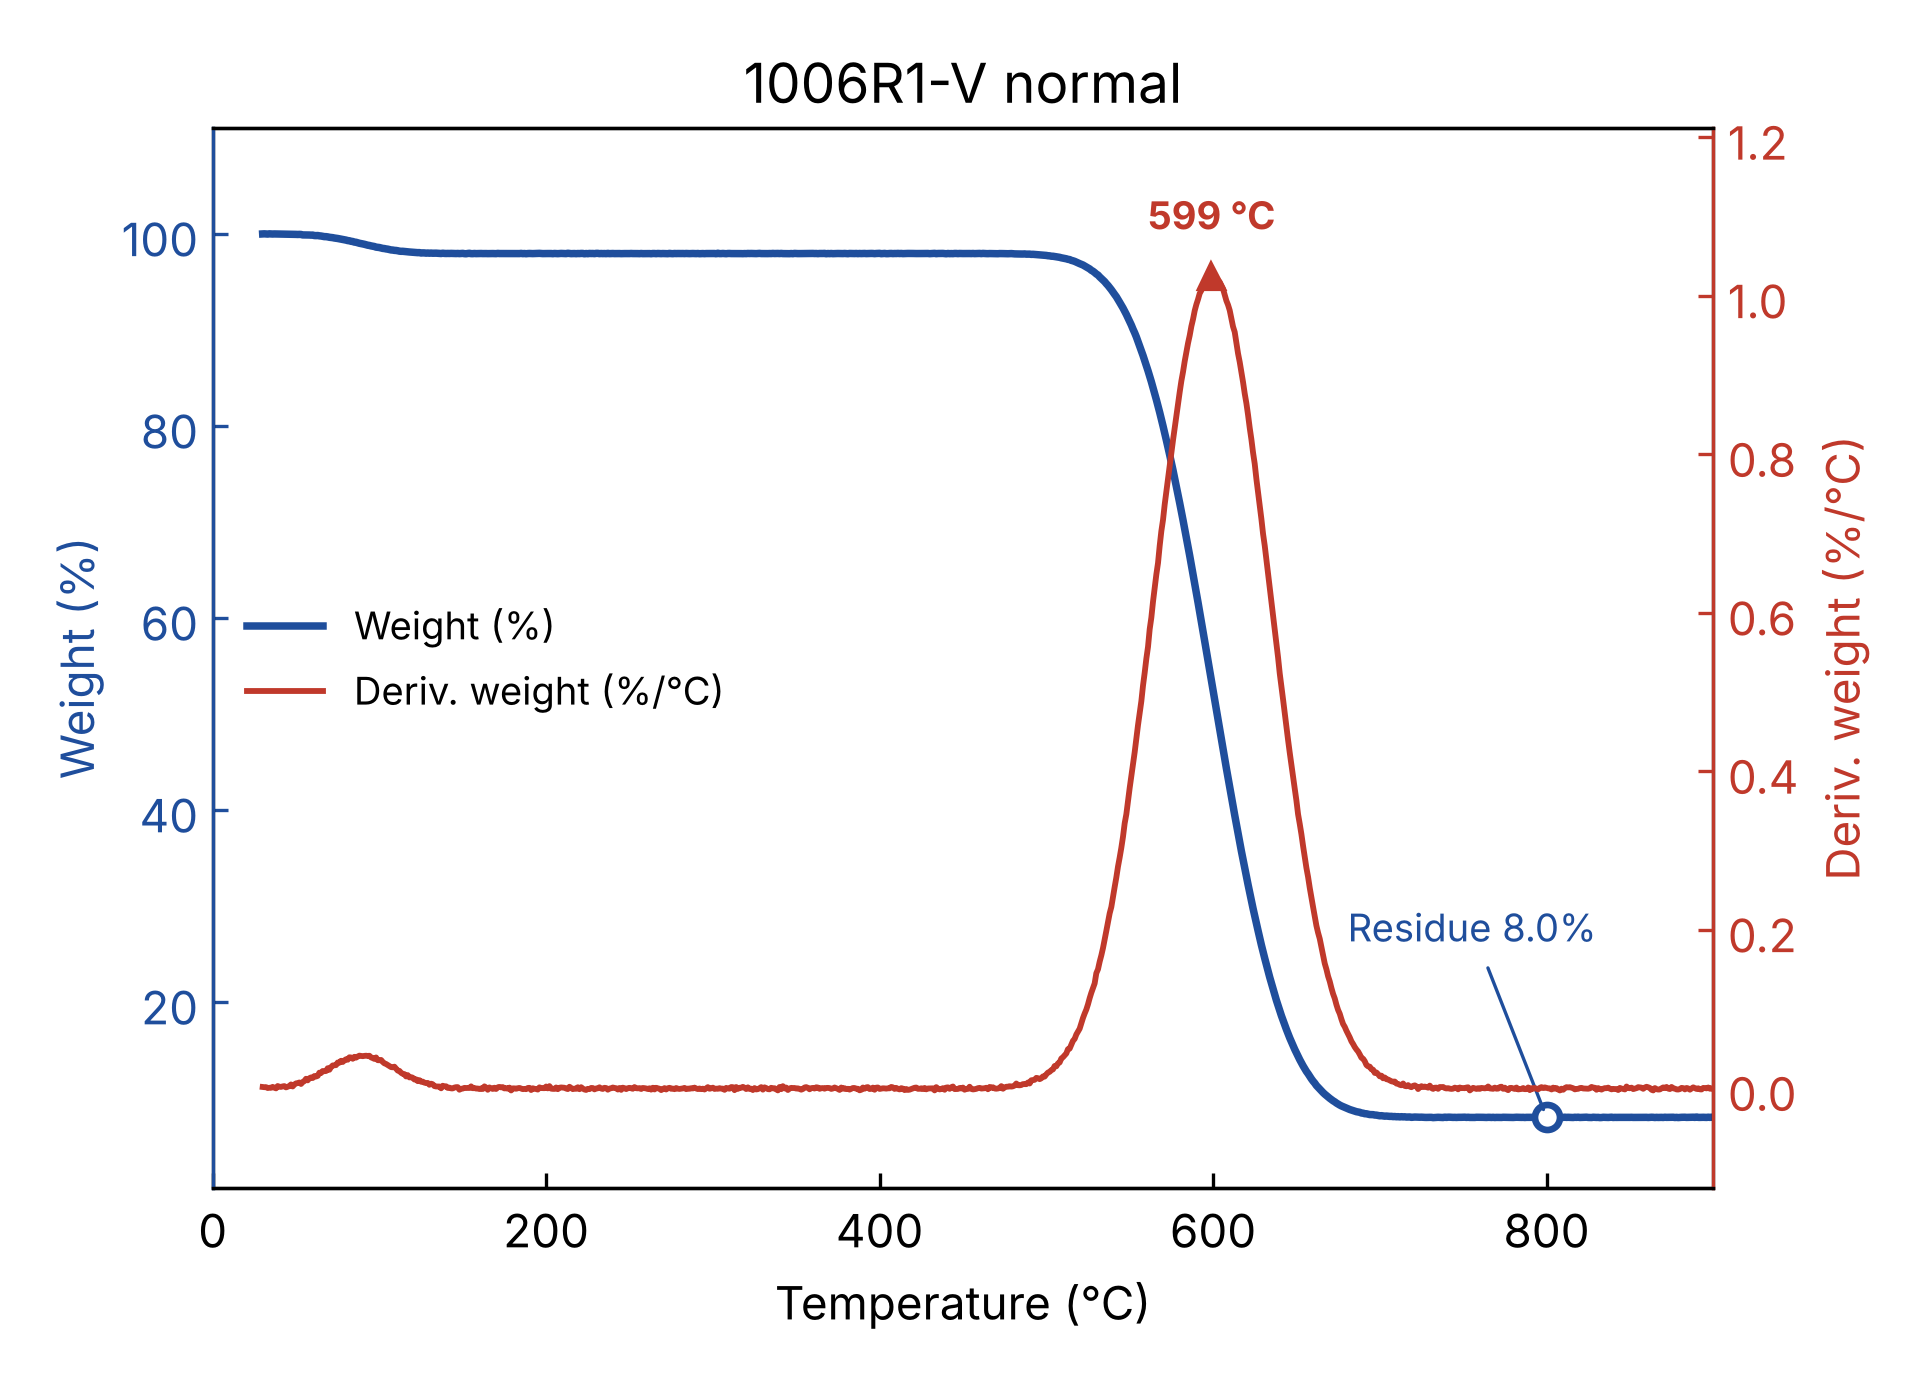 1006R1-V normal
599 °C
Weight (%)
Deriv. weight (%/°C)
Residue 8.0%
100
80
60
40
20
Weight (%)
1.2
1.0
0.8
0.6
0.4
0.2
0.0
Deriv. weight (%/°C)
0 200 400 600 800
Temperature (°C)